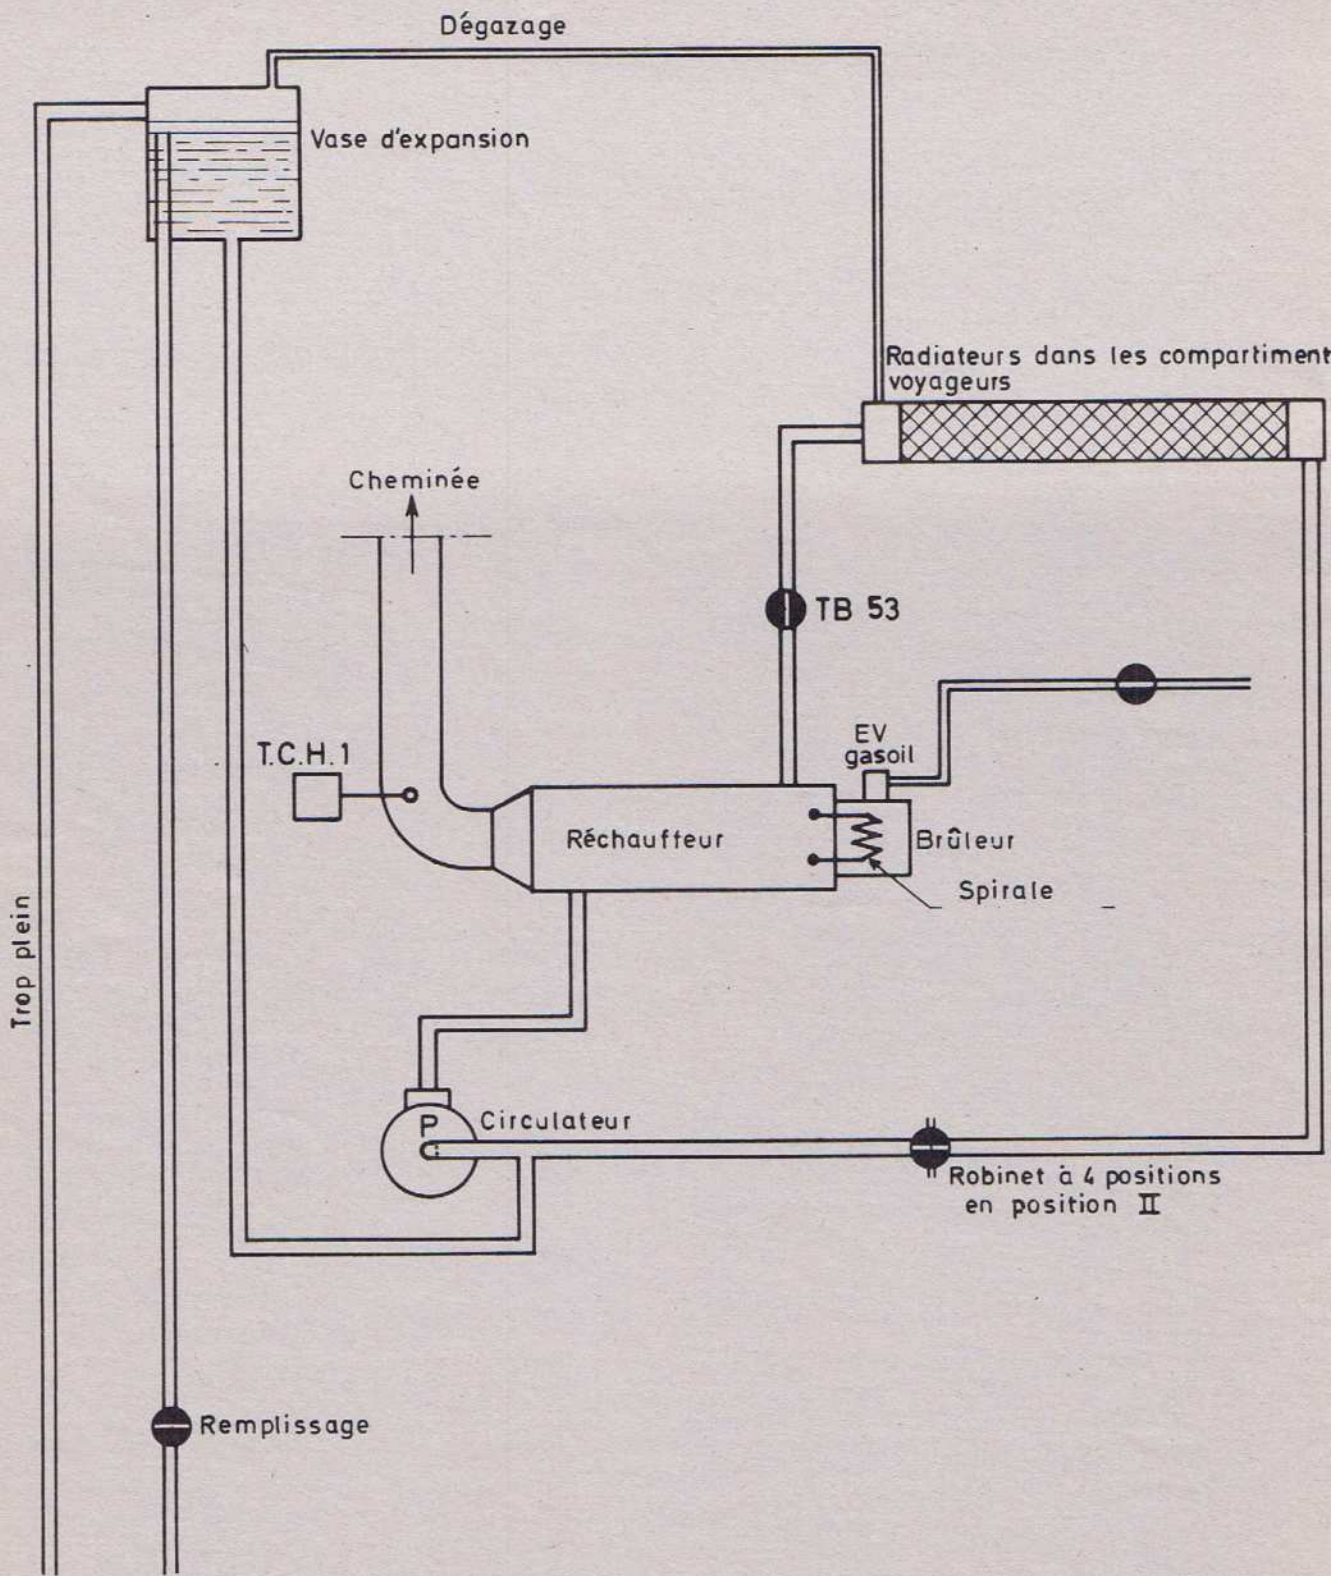 Dégazage
Vase d'expansion
Radiateurs dans les compartiment
voyageurs
Cheminée
TB 53
T.C.H.1
EV
gasoil
Réchauffeur
Brûleur
Spirale
Trop plein
P
Circulateur
Robinet à 4 positions
en position II
Remplissage